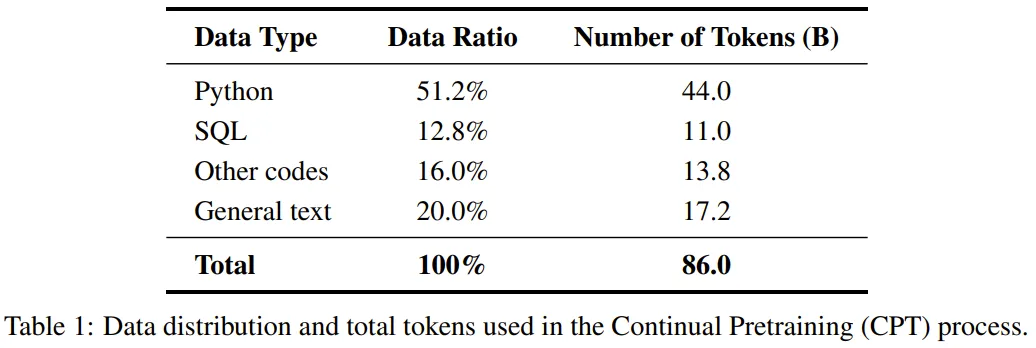 Data Type Data Ratio Number of Tokens (B)
Python 51.2% 44.0
SQL 12.8% 11.0
Other codes 16.0% 13.8
General text 20.0% 17.2
Total 100% 86.0
Table 1: Data distribution and total tokens used in the Continual Pretraining (CPT) process.